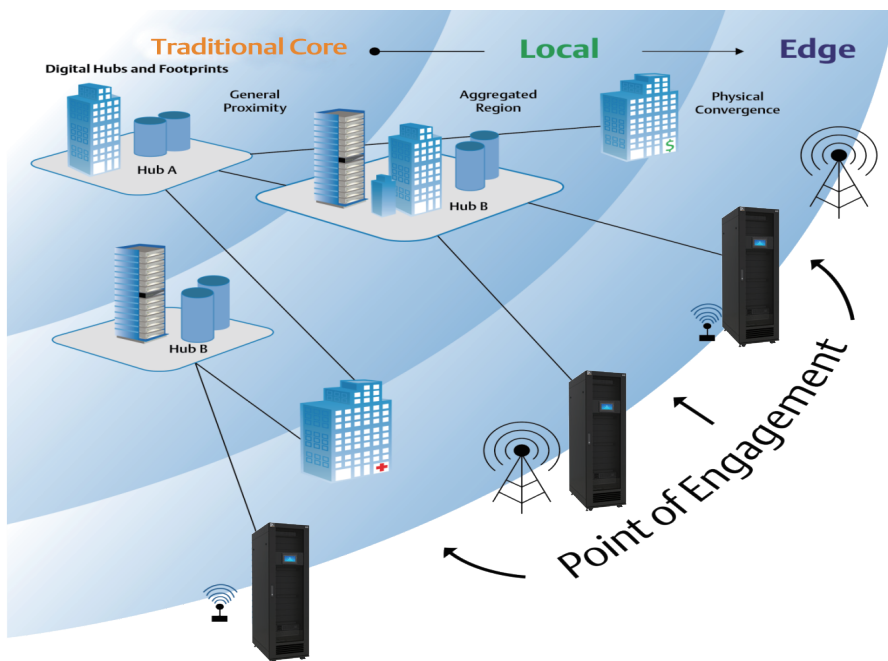 Traditional Core
Local
Edge
Digital Hubs and Footprints
General
Proximity
Aggregated
Region
Physical
Convergence
Hub A
Hub B
$
Hub B
Point of Engagement